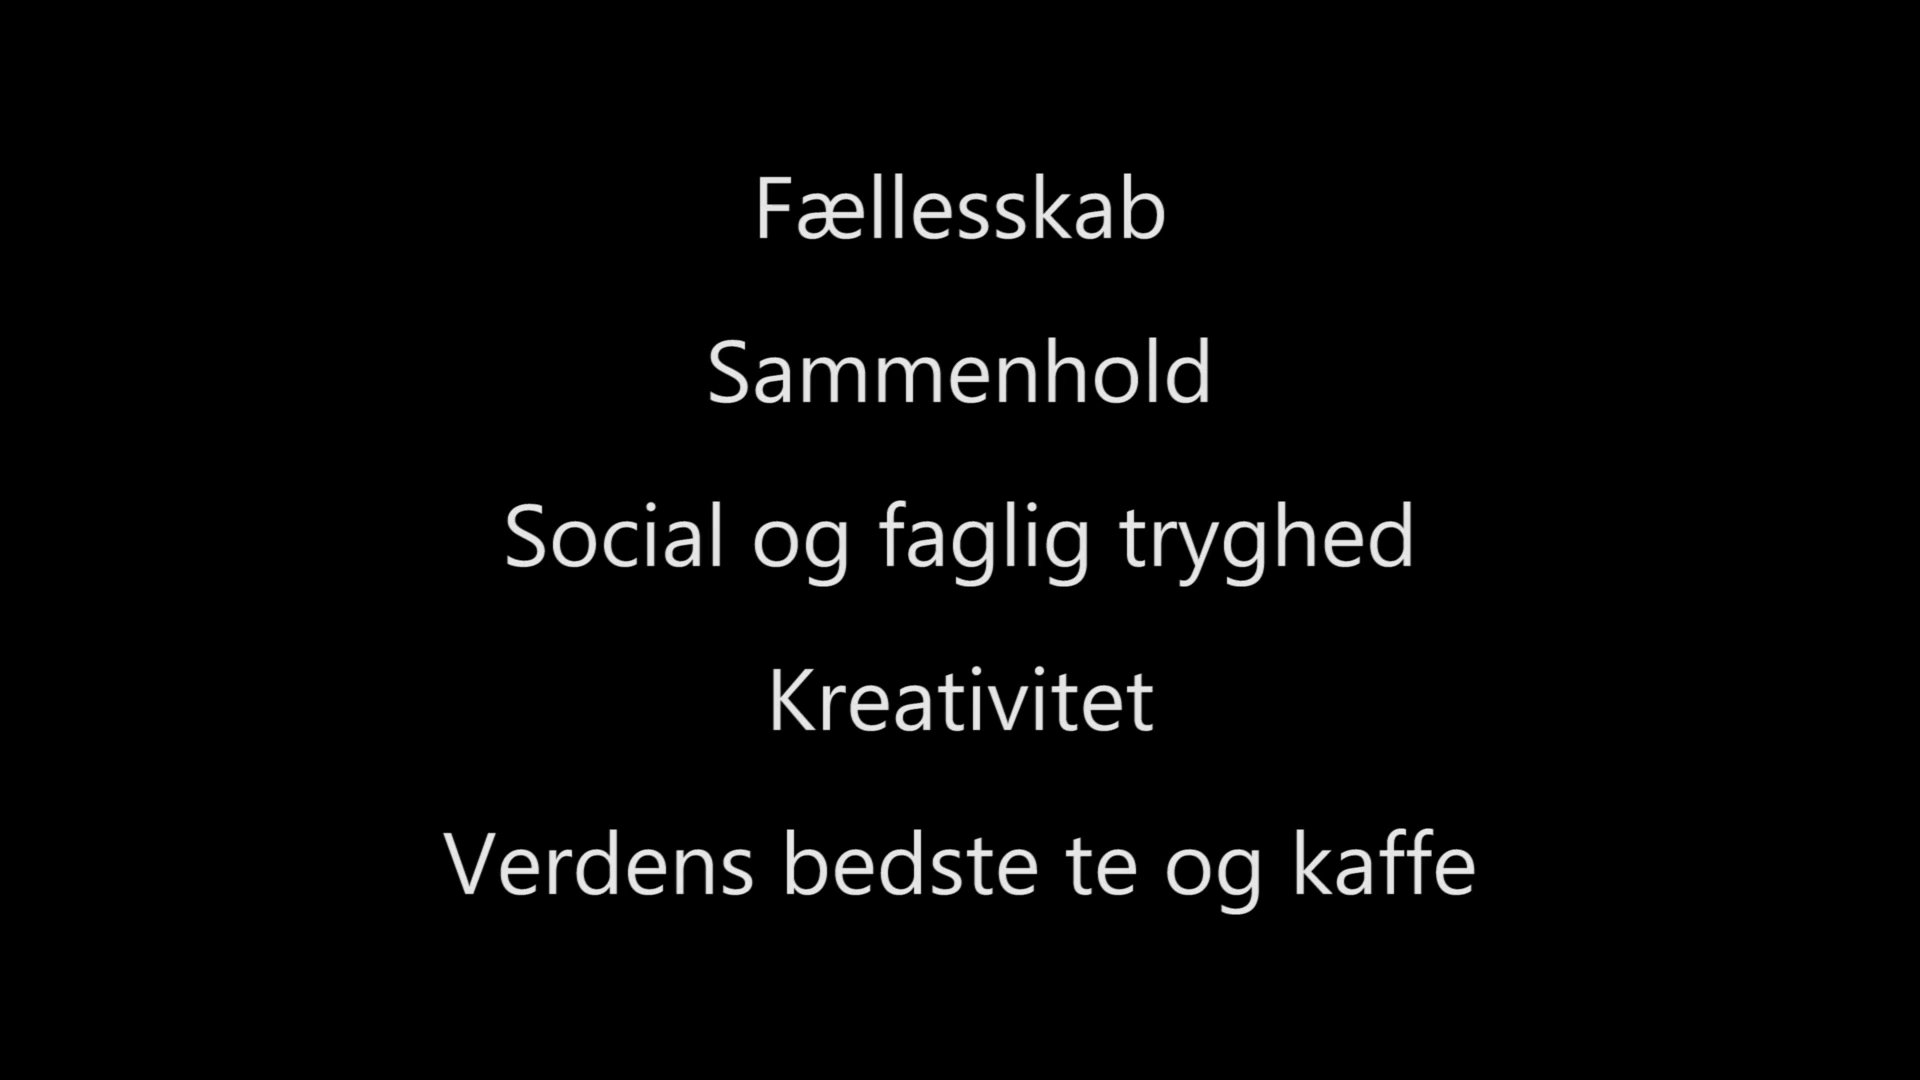 Fællesskab
Sammenhold
Social og faglig tryghed
Kreativitet
Verdens bedste te og kaffe